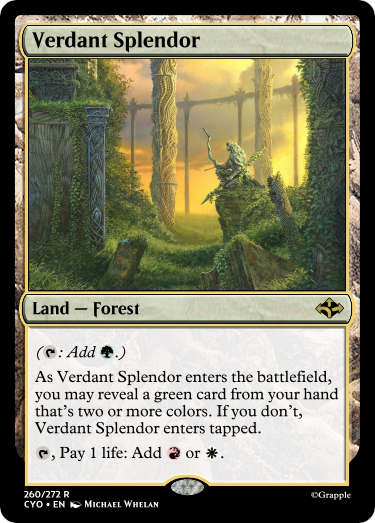 Verdant Splendor
Land — Forest
(T: Add G.)
As Verdant Splendor enters the battlefield,
you may reveal a green card from your hand
that's two or more colors. If you don't,
Verdant Splendor enters tapped.
T, Pay 1 life: Add R or W.
260/272 R
CYO • EN Michael Whelan
©Grapple